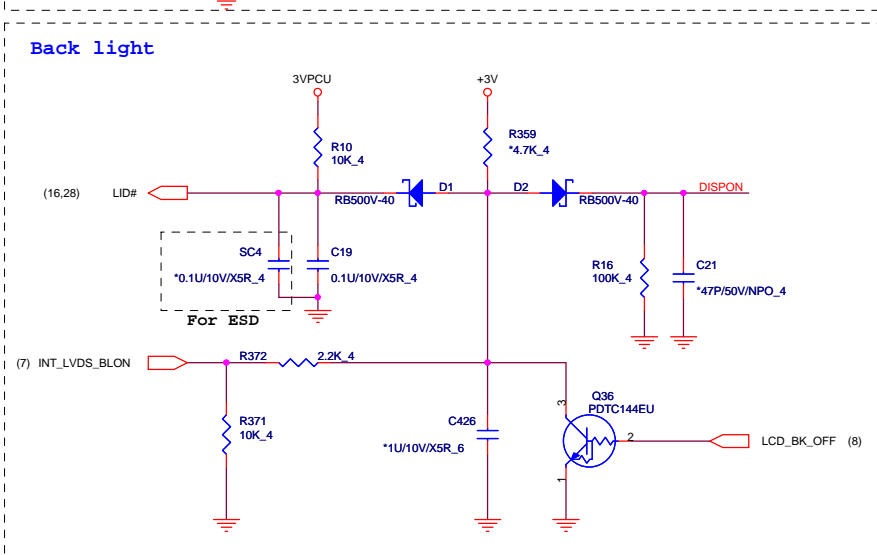 Back light
3VPCU
+3V
R10
10K_4
R359
*4.7K_4
(16,28) LID#
D1
D2
DISPON
RB500V-40
RB500V-40
SC4
*0.1U/10V/X5R_4
C19
0.1U/10V/X5R_4
R16
100K_4
C21
*47P/50V/NPO_4
For ESD
(7) INT_LVDS_BLON
R372
2.2K_4
R371
10K_4
C426
*1U/10V/X5R_6
3
Q36
PDTC144EU
2
LCD_BK_OFF (8)
1